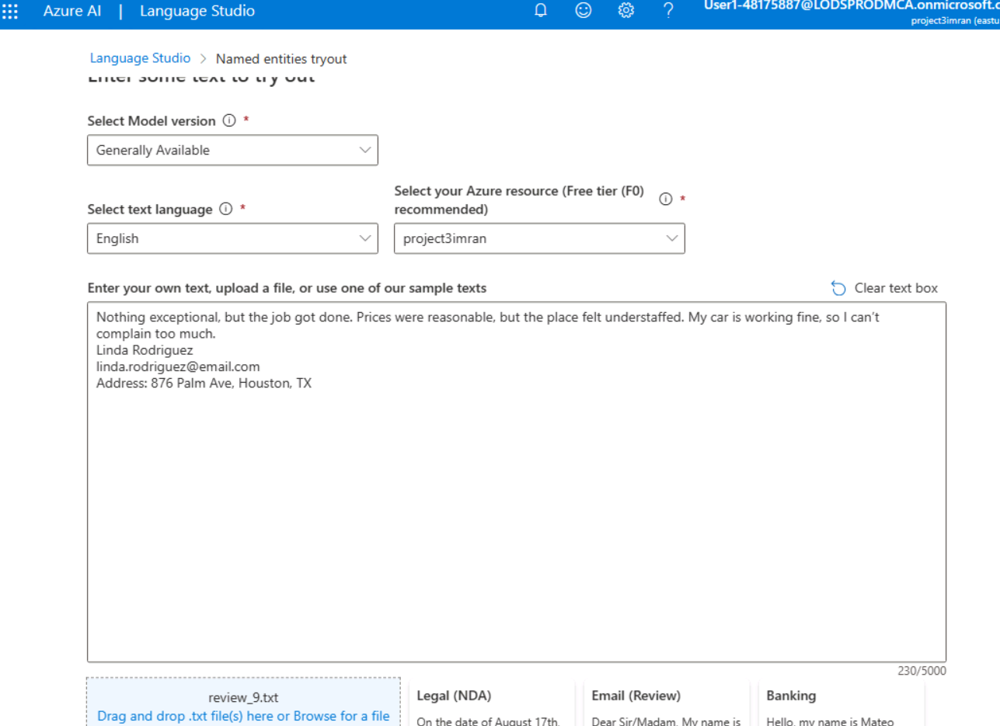 Azure AI | Language Studio
User1-48175887@LODSPRODMCA.onmicrosoft.c
project3imran (eastu
Language Studio > Named entities tryout
Enter some text to try out
Select Model version *
Generally Available
Select your Azure resource (Free tier (F0)
recommended) *
Select text language *
English
project3imran
Enter your own text, upload a file, or use one of our sample texts
Clear text box
Nothing exceptional, but the job got done. Prices were reasonable, but the place felt understaffed. My car is working fine, so I can’t
complain too much.
Linda Rodriguez
linda.rodriguez@email.com
Address: 876 Palm Ave, Houston, TX
230/5000
review_9.txt
Drag and drop .txt file(s) here or Browse for a file
Legal (NDA)
On the date of August 17th,
Email (Review)
Dear Sir/Madam, My name is
Banking
Hello, my name is Mateo